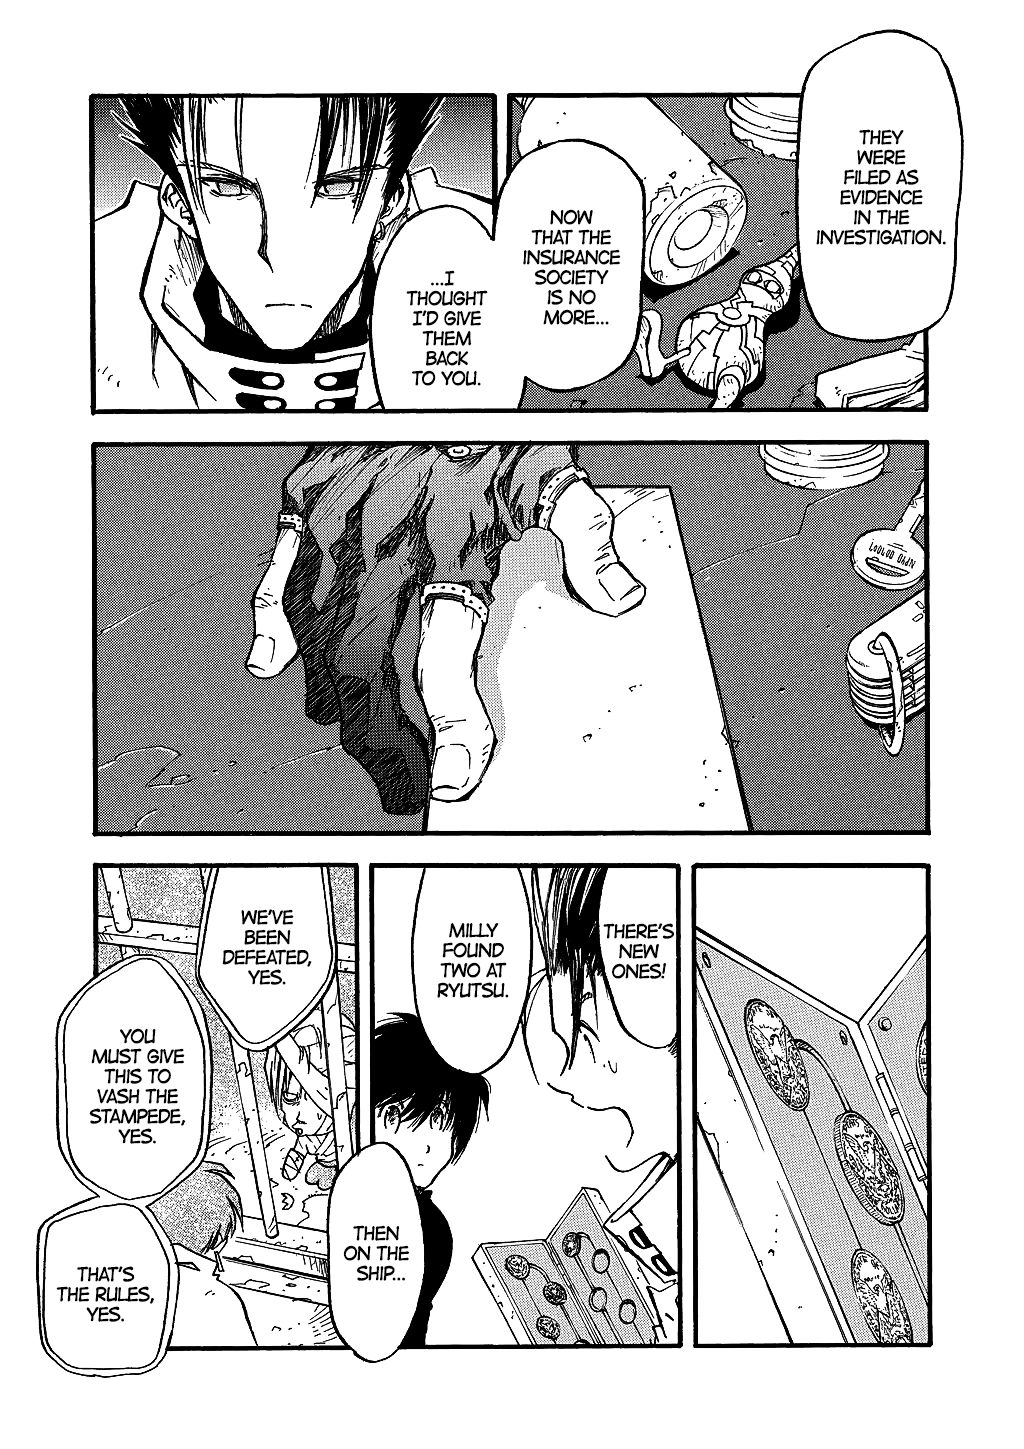 THEY
WERE
FILED AS
EVIDENCE
IN THE
INVESTIGATION.
NOW
THAT THE
INSURANCE
SOCIETY
IS NO
MORE...
...I
THOUGHT
I'D GIVE
THEM
BACK
TO YOU.
THERE'S
NEW
ONES!
MILLY
FOUND
TWO AT
RYUTSU.
THEN
ON THE
SHIP...
WE'VE
BEEN
DEFEATED,
YES.
YOU
MUST GIVE
THIS TO
VASH THE
STAMPEDE,
YES.
THAT'S
THE RULES,
YES.